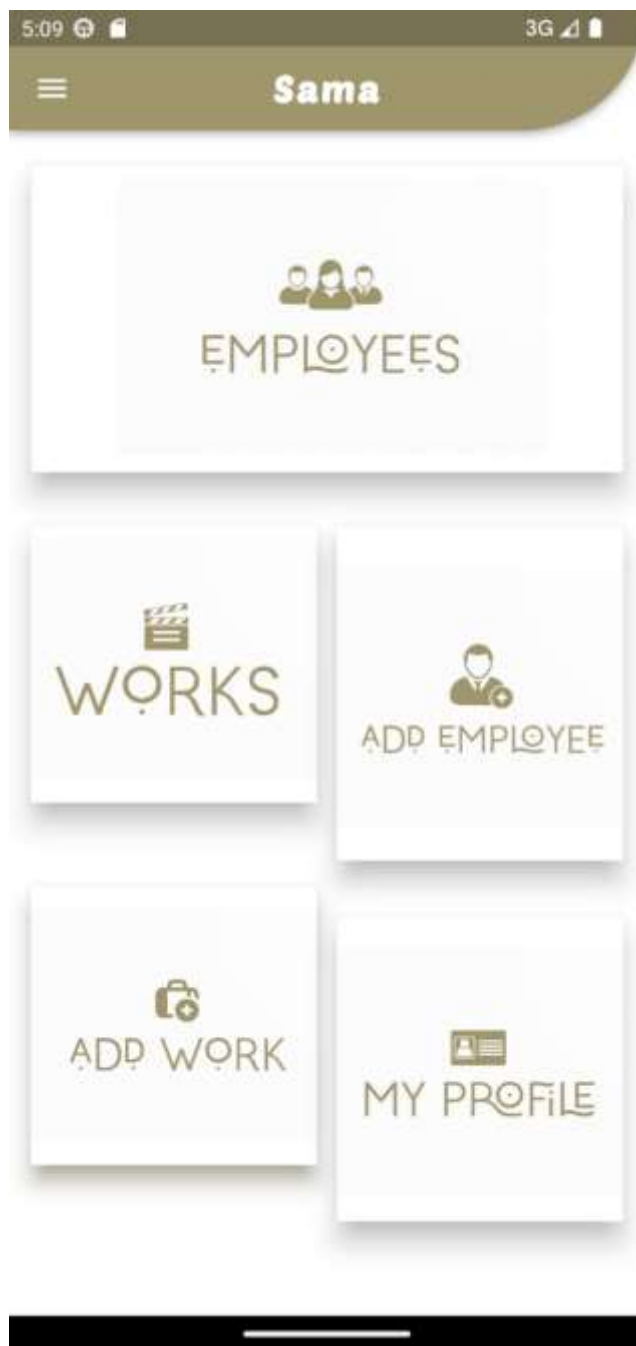 5:09 3G
Sama
EMPLOYEES
WORKS
ADD EMPLOYEE
ADD WORK
MY PROFiLE